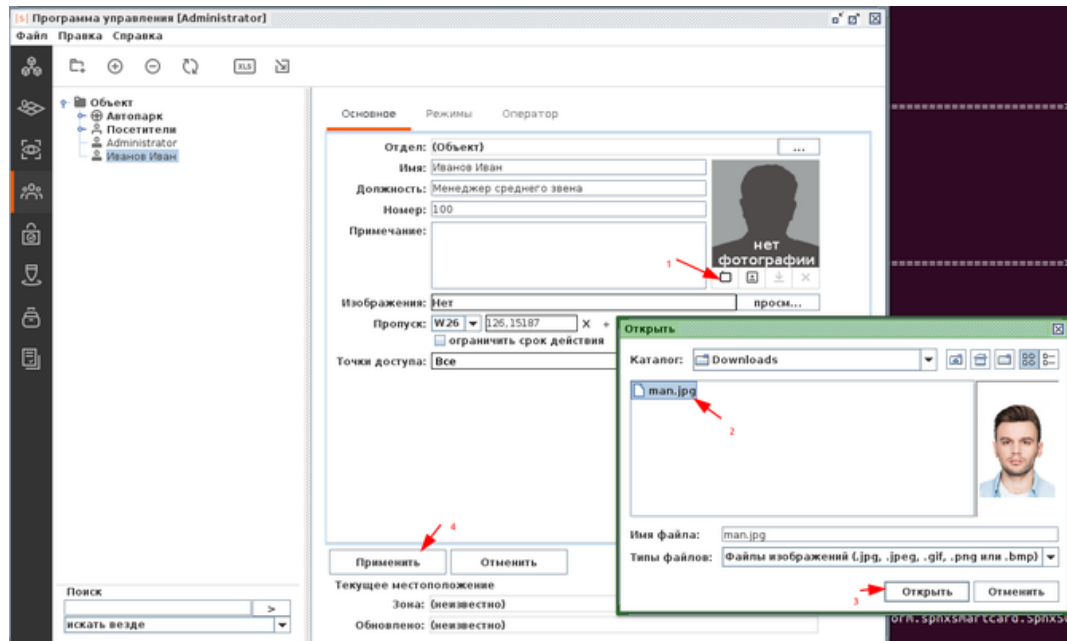 [s] Программа управления [Administrator]
Файл Правка Справка
XLS
Объект
Автопарк
Посетители
Administrator
Иванов Иван
Основное Режимы Оператор
Отдел: (Объект) ...
Имя: Иванов Иван
Должность: Менеджер среднего звена
Номер: 100
Примечание:
нет
фотографии
1
Изображения: Нет просм...
Пропуск: W26 126,15187 X +
ограничить срок действия
Точки доступа: Все
Открыть
Каталог: Downloads
man.jpg
2
Имя файла: man.jpg
Типы файлов: Файлы изображений (.jpg, .jpeg, .gif, .png или .bmp)
3
Открыть Отменить
4
Применить Отменить
Текущее местоположение
Зона: (неизвестно)
Обновлено: (неизвестно)
Поиск
>
искать везде
=====================
=====================
orm.spnxsmartcard.SpnxS